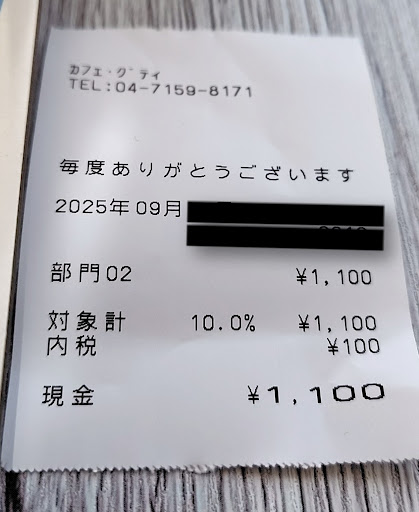 カフェ・グティ
TEL:04-7159-8171
毎度ありがとうございます
2025年09月
部門02 ¥1,100
対象計 10.0% ¥1,100
内税 ¥100
現金 ¥1,100